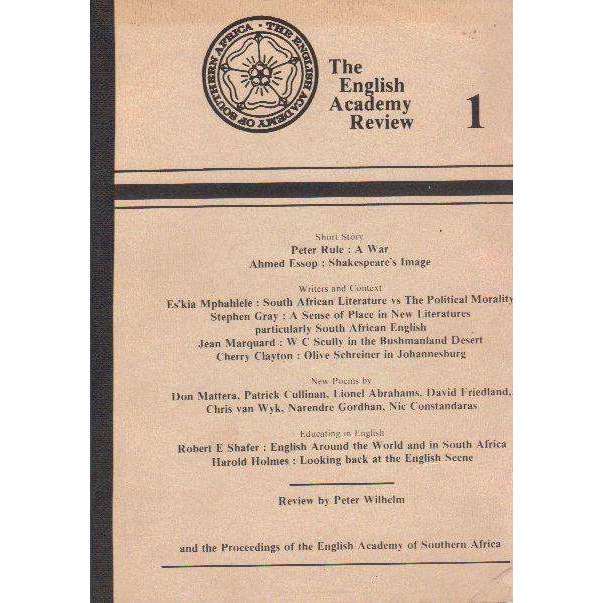 THE ENGLISH ACADEMY OF SOUTHERN AFRICA
The
English
Academy
Review
1
Short Story
Peter Rule : A War
Ahmed Essop : Shakespeare's Image
Writers and Context
Es'kia Mphahlele : South African Literature vs The Political Morality
Stephen Gray : A Sense of Place in New Literatures
particularly South African English
Jean Marquard : W C Scully in the Bushmanland Desert
Cherry Clayton : Olive Schreiner in Johannesburg
New Poems by
Don Mattera, Patrick Cullinan, Lionel Abrahams, David Friedland,
Chris van Wyk, Narendre Gordhan, Nic Constandaras
Educating in English
Robert E Shafer : English Around the World and in South Africa
Harold Holmes : Looking back at the English Scene
Review by Peter Wilhelm
and the Proceedings of the English Academy of Southern Africa